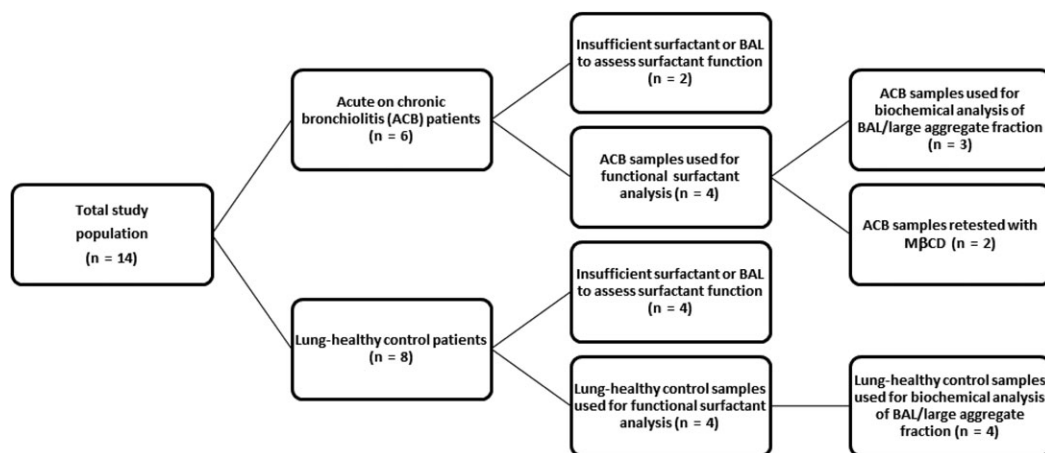 Total study
population
(n = 14)
Acute on chronic
bronchiolitis (ACB) patients
(n = 6)
Lung-healthy control patients
(n = 8)
Insufficient surfactant or BAL
to assess surfactant function
(n = 2)
ACB samples used for
functional surfactant
analysis (n = 4)
Insufficient surfactant or BAL
to assess surfactant function
(n = 4)
Lung-healthy control samples
used for functional surfactant
analysis (n = 4)
ACB samples used for
biochemical analysis of
BAL/large aggregate fraction
(n = 3)
ACB samples retested with
MβCD (n = 2)
Lung-healthy control samples
used for biochemical analysis
of BAL/large aggregate
fraction (n = 4)